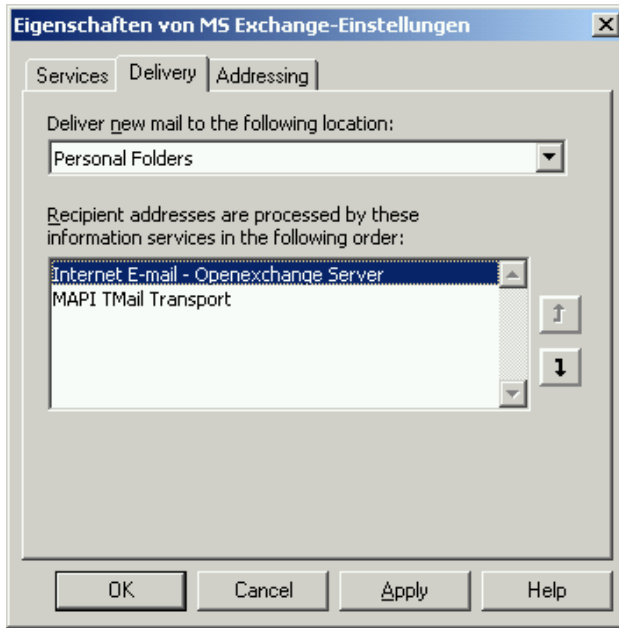 Eigenschaften von MS Exchange-Einstellungen
Services Delivery Addressing
Deliver new mail to the following location:
Personal Folders
Recipient addresses are processed by these
information services in the following order:
Internet E-mail - Openexchange Server
MAPI TMail Transport
OK Cancel Apply Help